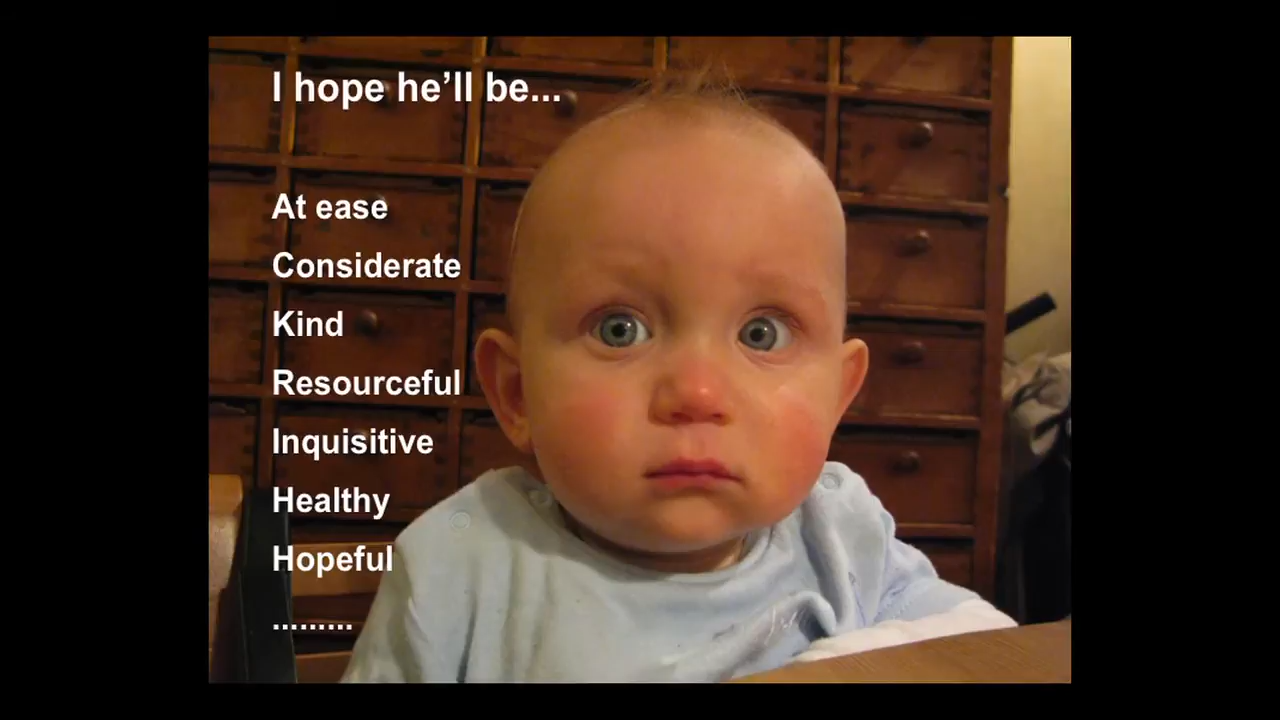 I hope he’ll be...
At ease
Considerate
Kind
Resourceful
Inquisitive
Healthy
Hopeful
.........